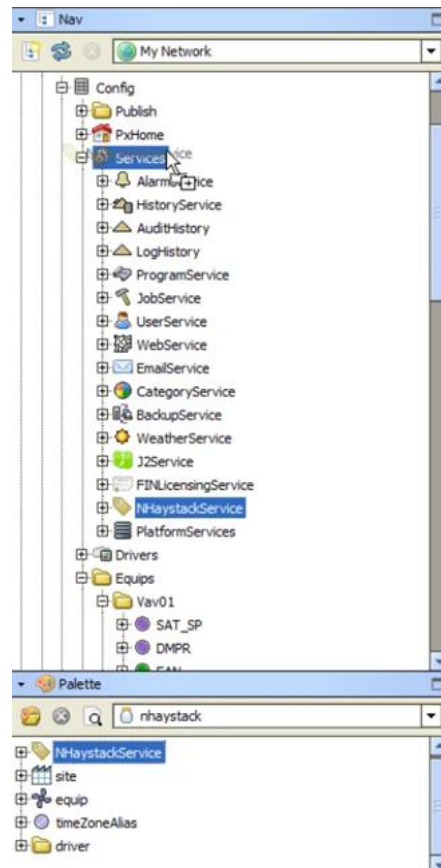 Nav
My Network
Config
Publish
PxHome
Services
HistoryService
AuditHistory
LogHistory
ProgramService
JobService
UserService
WebService
EmailService
CategoryService
BackupService
WeatherService
J2Service
FINLicensingService
NHaystackService
PlatformServices
Drivers
Equips
Vav01
SAT_SP
DMPR
Palette
nhaystack
NHaystackService
site
equip
timeZoneAlias
driver